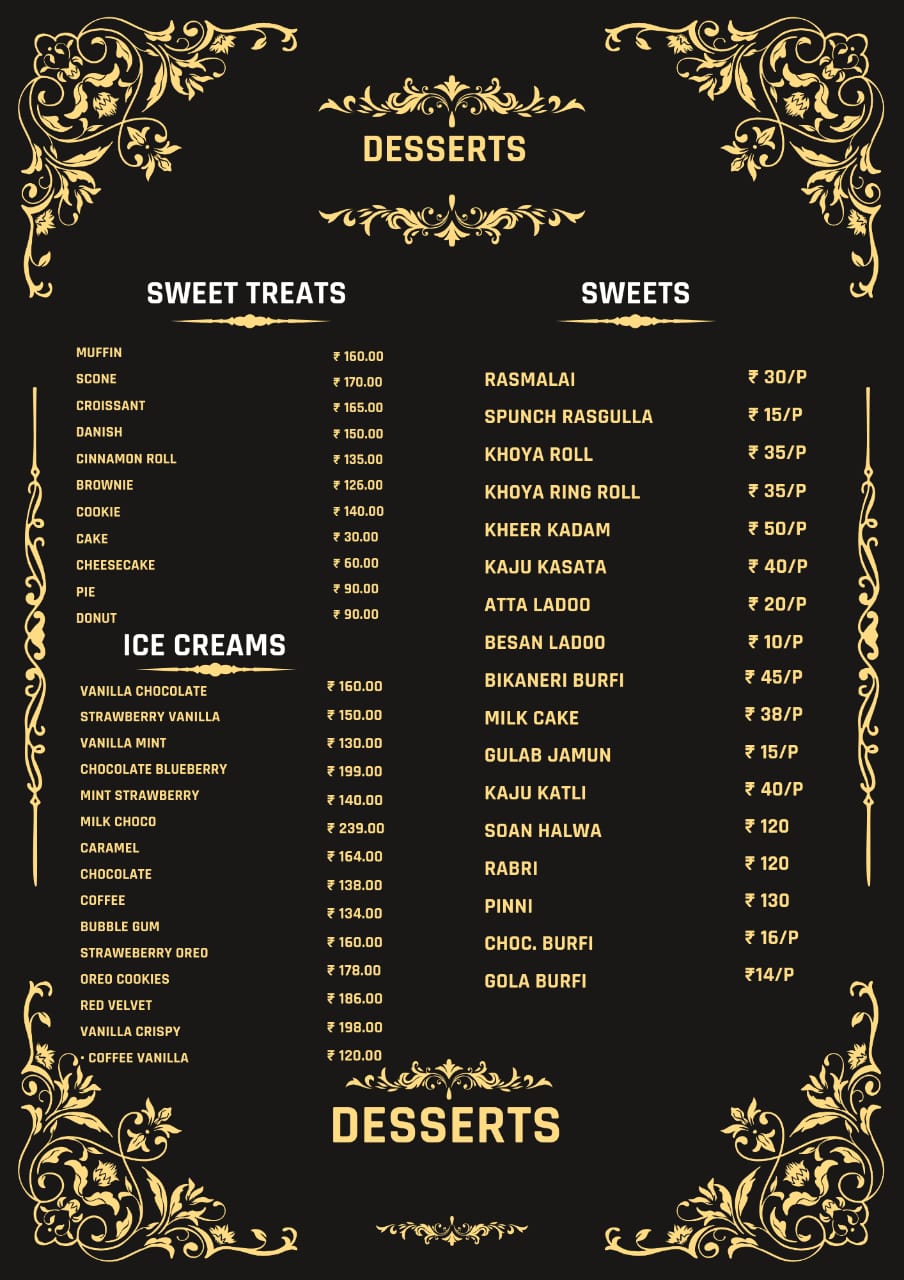 DESSERTS
SWEET TREATS
MUFFIN ₹ 160.00
SCONE ₹ 170.00
CROISSANT ₹ 165.00
DANISH ₹ 150.00
CINNAMON ROLL ₹ 135.00
BROWNIE ₹ 126.00
COOKIE ₹ 140.00
CAKE ₹ 30.00
CHEESECAKE ₹ 60.00
PIE ₹ 90.00
DONUT ₹ 90.00
ICE CREAMS
VANILLA CHOCOLATE
STRAWBERRY VANILLA
VANILLA MINT
CHOCOLATE BLUEBERRY
MINT STRAWBERRY
MILK CHOCO
CARAMEL
CHOCOLATE
COFFEE
BUBBLE GUM
STRAWEBERRY OREO
OREO COOKIES
RED VELVET
VANILLA CRISPY
• COFFEE VANILLA
₹ 160.00
₹ 150.00
₹ 130.00
₹ 199.00
₹ 140.00
₹ 239.00
₹ 164.00
₹ 138.00
₹ 134.00
₹ 160.00
₹ 178.00
₹ 186.00
₹ 198.00
₹ 120.00
SWEETS
RASMALAI ₹ 30/P
SPUNCH RASGULLA ₹ 15/P
KHOYA ROLL ₹ 35/P
KHOYA RING ROLL ₹ 35/P
KHEER KADAM ₹ 50/P
KAJU KASATA ₹ 40/P
ATTA LADOO ₹ 20/P
BESAN LADOO ₹ 10/P
BIKANERI BURFI ₹ 45/P
MILK CAKE ₹ 38/P
GULAB JAMUN ₹ 15/P
KAJU KATLI ₹ 40/P
SOAN HALWA ₹ 120
RABRI ₹ 120
PINNI ₹ 130
CHOC. BURFI ₹ 16/P
GOLA BURFI ₹14/P
DESSERTS